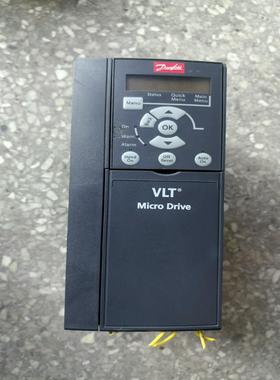 Danfoss
Status
Quick Menu
Main Menu
Menu
Back
OK
On
Warn.
Alarm
Hand On
Off Reset
Auto On
VLT®
Micro Drive